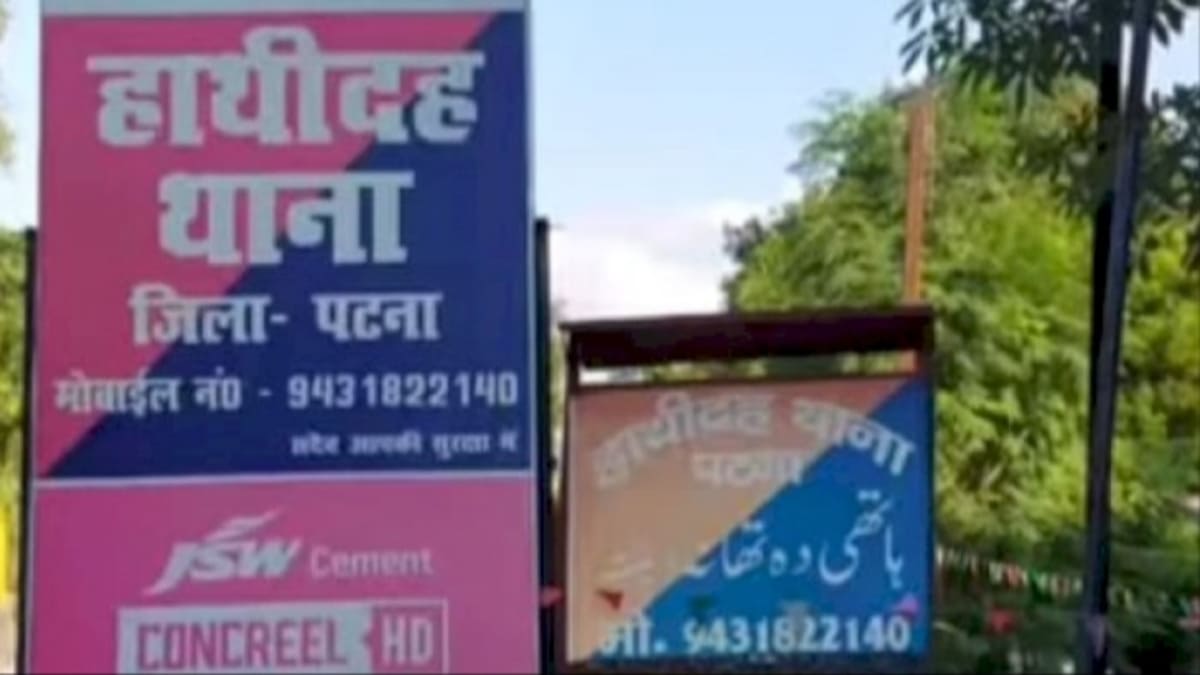 हाथीदह
थाना
जिला- पटना
मोबाईल नं0 - 9431822140
सदैव आपकी सुरक्षा में
JSW Cement
CONCREEL HD
हाथीदह थाना
पटना
ہاتھی دہ تھانہ
मो. 9431822140